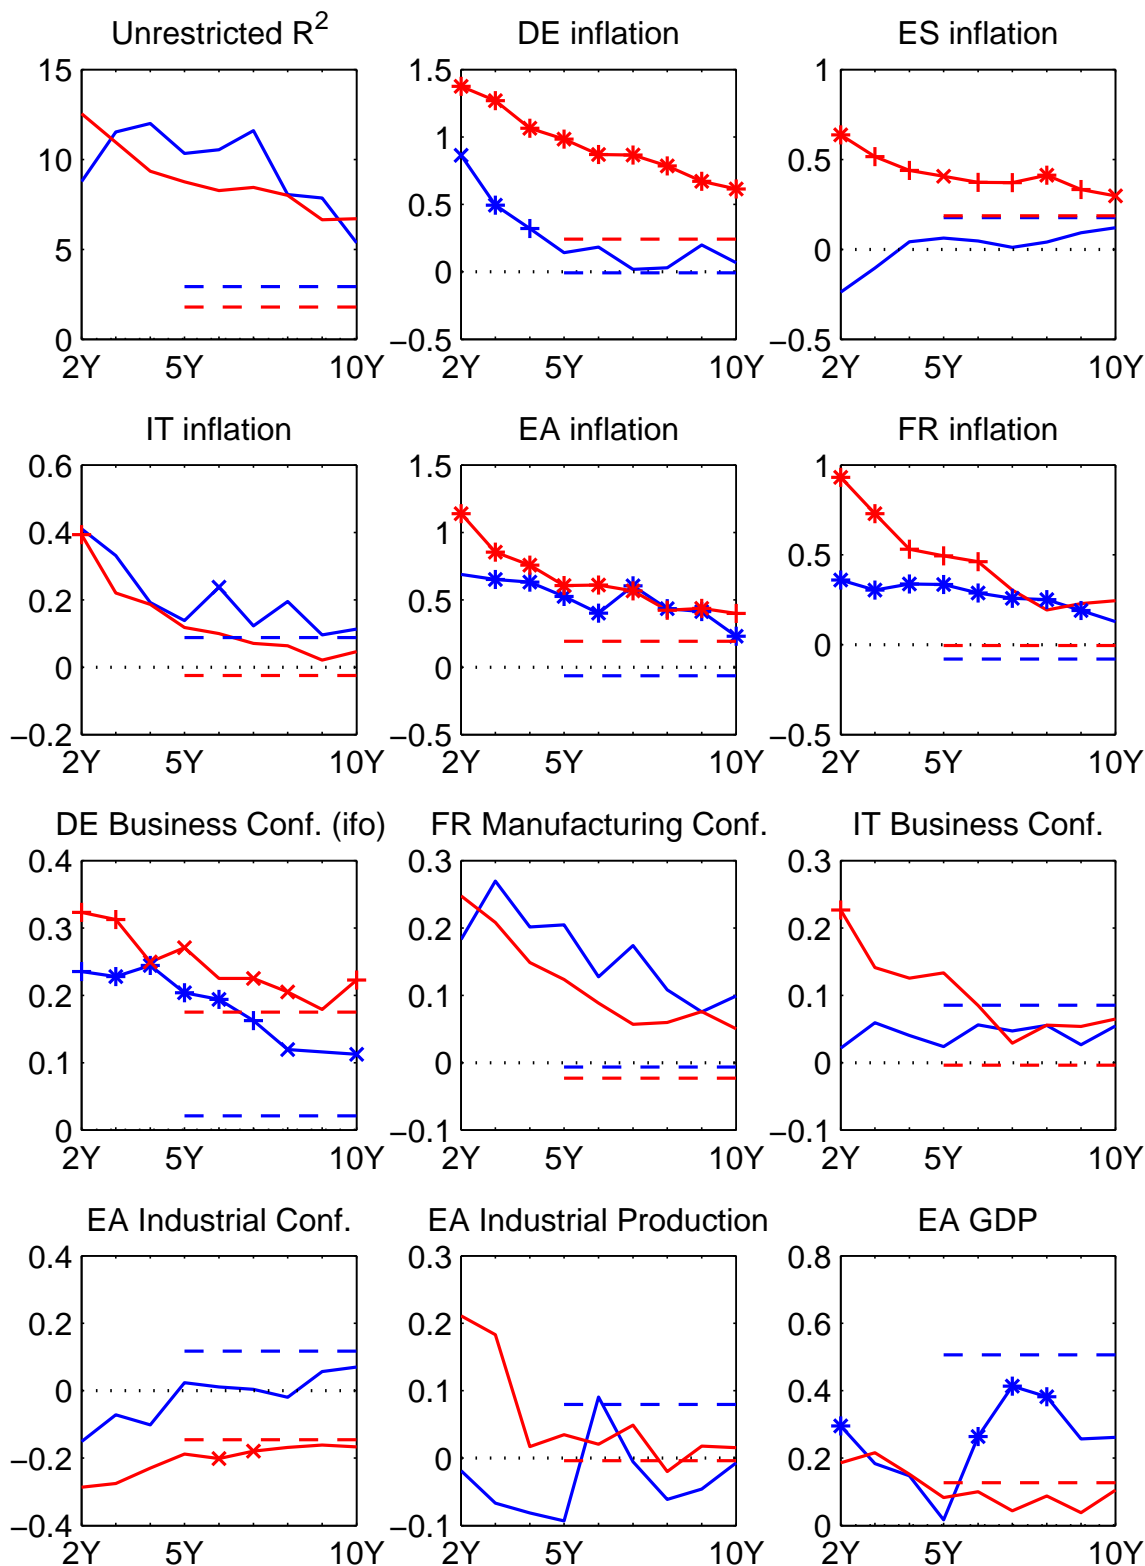 Unrestricted R²
DE inflation
ES inflation
15
10
5
0
2Y 5Y 10Y
1.5
1
0.5
0
−0.5
2Y 5Y 10Y
1
0.5
0
−0.5
2Y 5Y 10Y
IT inflation
EA inflation
FR inflation
0.6
0.4
0.2
0
−0.2
2Y 5Y 10Y
1.5
1
0.5
0
−0.5
2Y 5Y 10Y
1
0.5
0
−0.5
2Y 5Y 10Y
DE Business Conf. (ifo)
FR Manufacturing Conf.
IT Business Conf.
0.4
0.3
0.2
0.1
0
2Y 5Y 10Y
0.3
0.2
0.1
0
−0.1
2Y 5Y 10Y
0.3
0.2
0.1
0
−0.1
2Y 5Y 10Y
EA Industrial Conf.
EA Industrial Production
EA GDP
0.4
0.2
0
−0.2
−0.4
2Y 5Y 10Y
0.3
0.2
0.1
0
−0.1
2Y 5Y 10Y
0.8
0.6
0.4
0.2
0
2Y 5Y 10Y